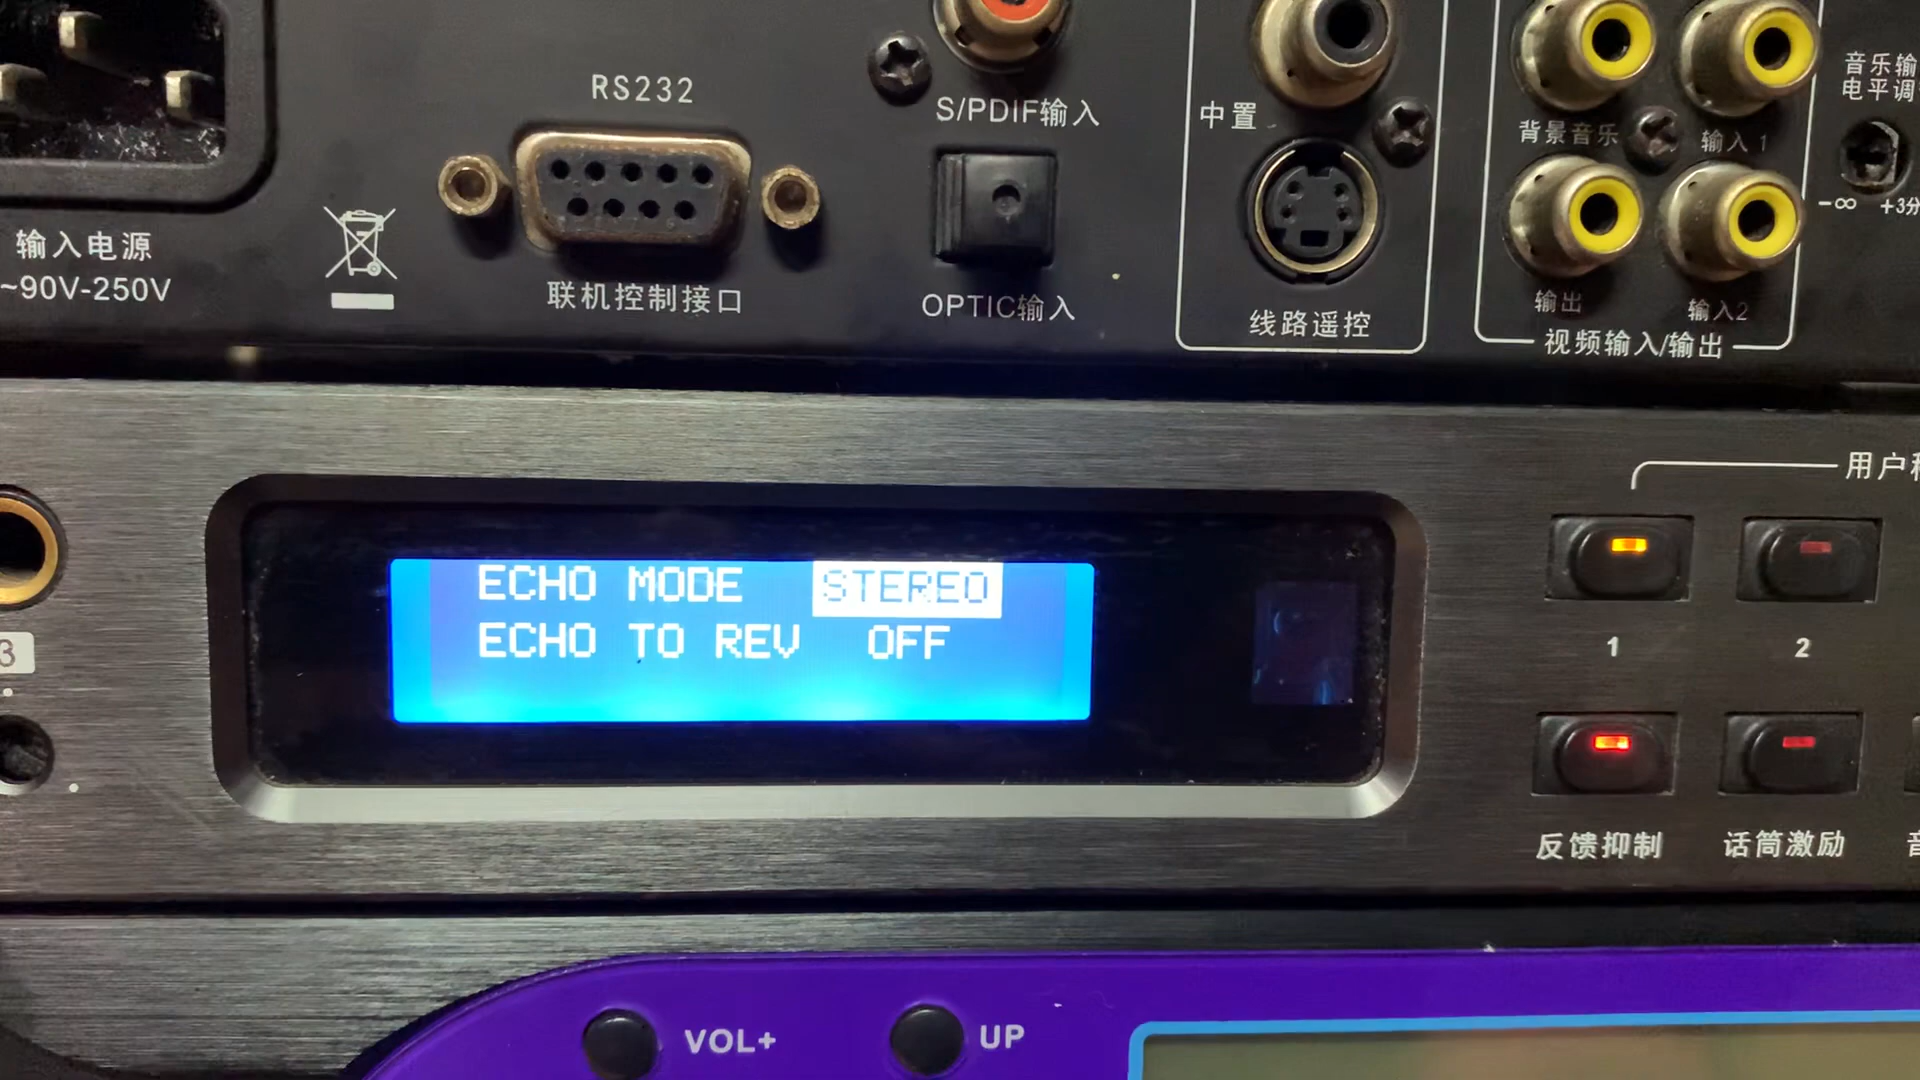 RS232
S/PDIF输入
中置
背景音乐
输入 1
音乐输
电平调
输入电源
~90V-250V
联机控制接口
OPTIC输入
线路遥控
输出
输入2
视频输入/输出
-∞
+3分
用户
ECHO MODE STEREO
ECHO TO REV OFF
1
2
3
反馈抑制
话筒激励
VOL+
UP